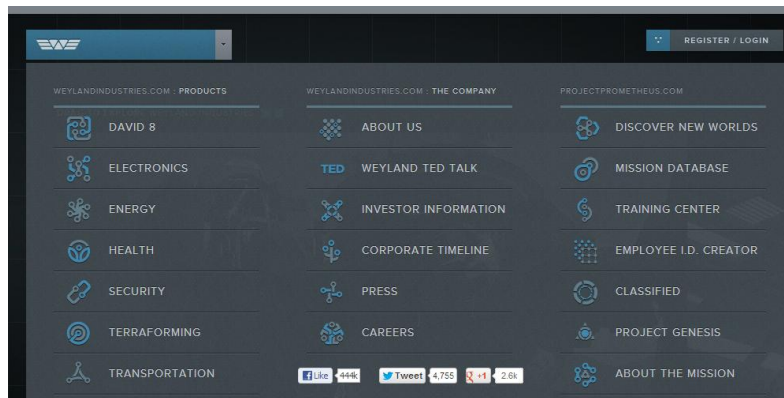 REGISTER / LOGIN
WEYLANDINDUSTRIES.COM : PRODUCTS
DAVID 8
ELECTRONICS
ENERGY
HEALTH
SECURITY
TERRAFORMING
TRANSPORTATION
WEYLANDINDUSTRIES.COM : THE COMPANY
ABOUT US
TED WEYLAND TED TALK
INVESTOR INFORMATION
CORPORATE TIMELINE
PRESS
CAREERS
Like 444k Tweet 4,755 +1 2.6k
PROJECTPROMETHEUS.COM
DISCOVER NEW WORLDS
MISSION DATABASE
TRAINING CENTER
EMPLOYEE I.D. CREATOR
CLASSIFIED
PROJECT GENESIS
ABOUT THE MISSION